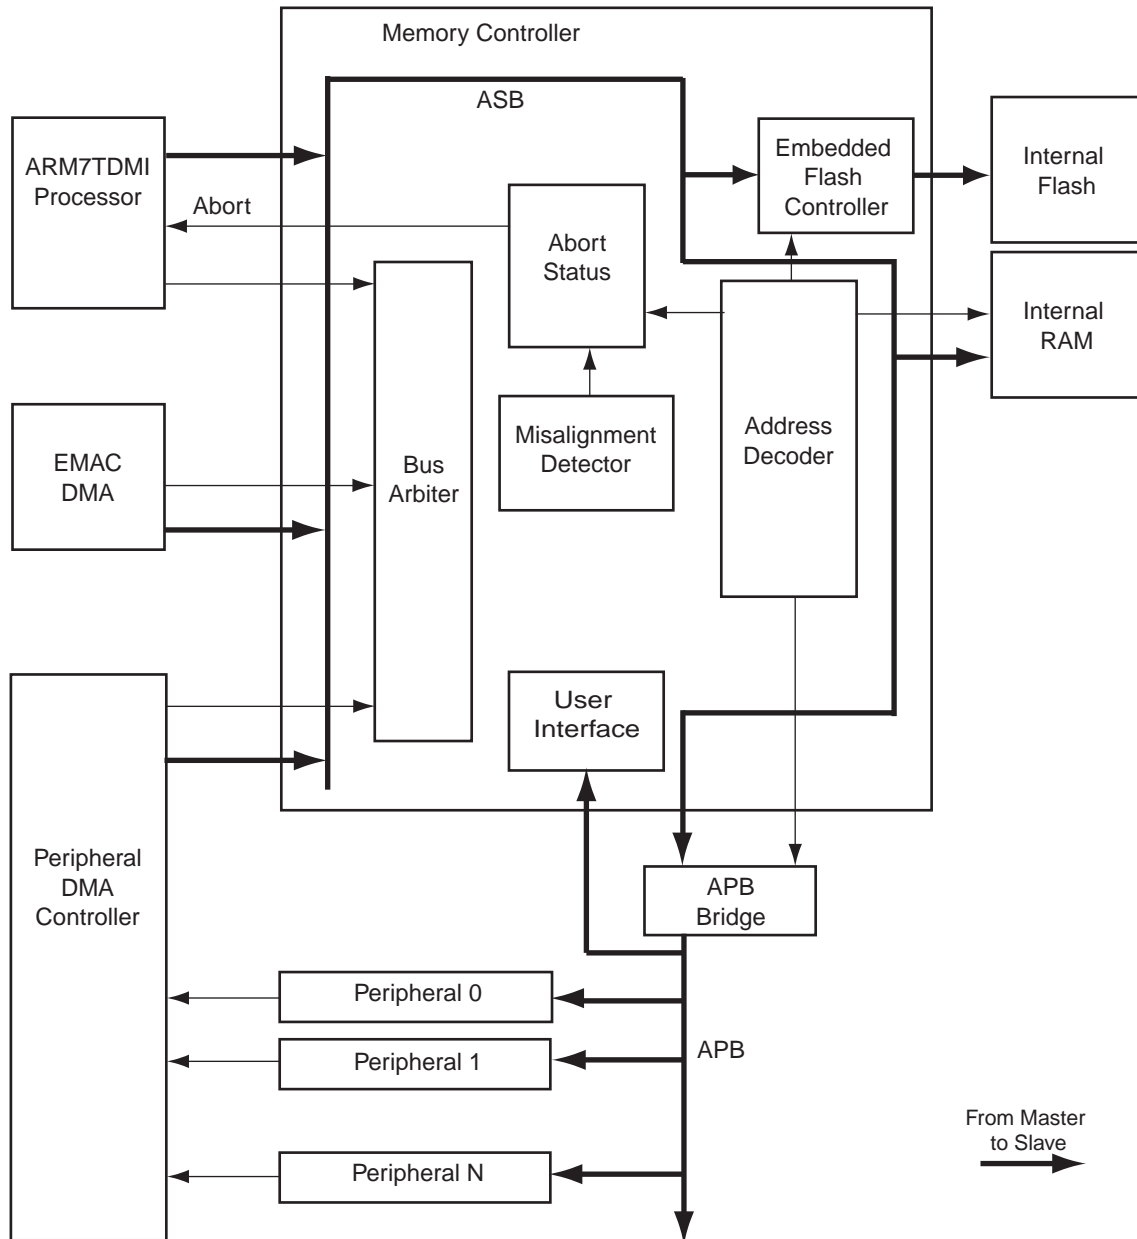 Memory Controller
ASB
ARM7TDMI
Processor
Abort
Embedded
Flash
Controller
Internal
Flash
Abort
Status
Internal
RAM
EMAC
DMA
Bus
Arbiter
Misalignment
Detector
Address
Decoder
User
Interface
Peripheral
DMA
Controller
APB
Bridge
Peripheral 0
Peripheral 1
APB
Peripheral N
From Master
to Slave